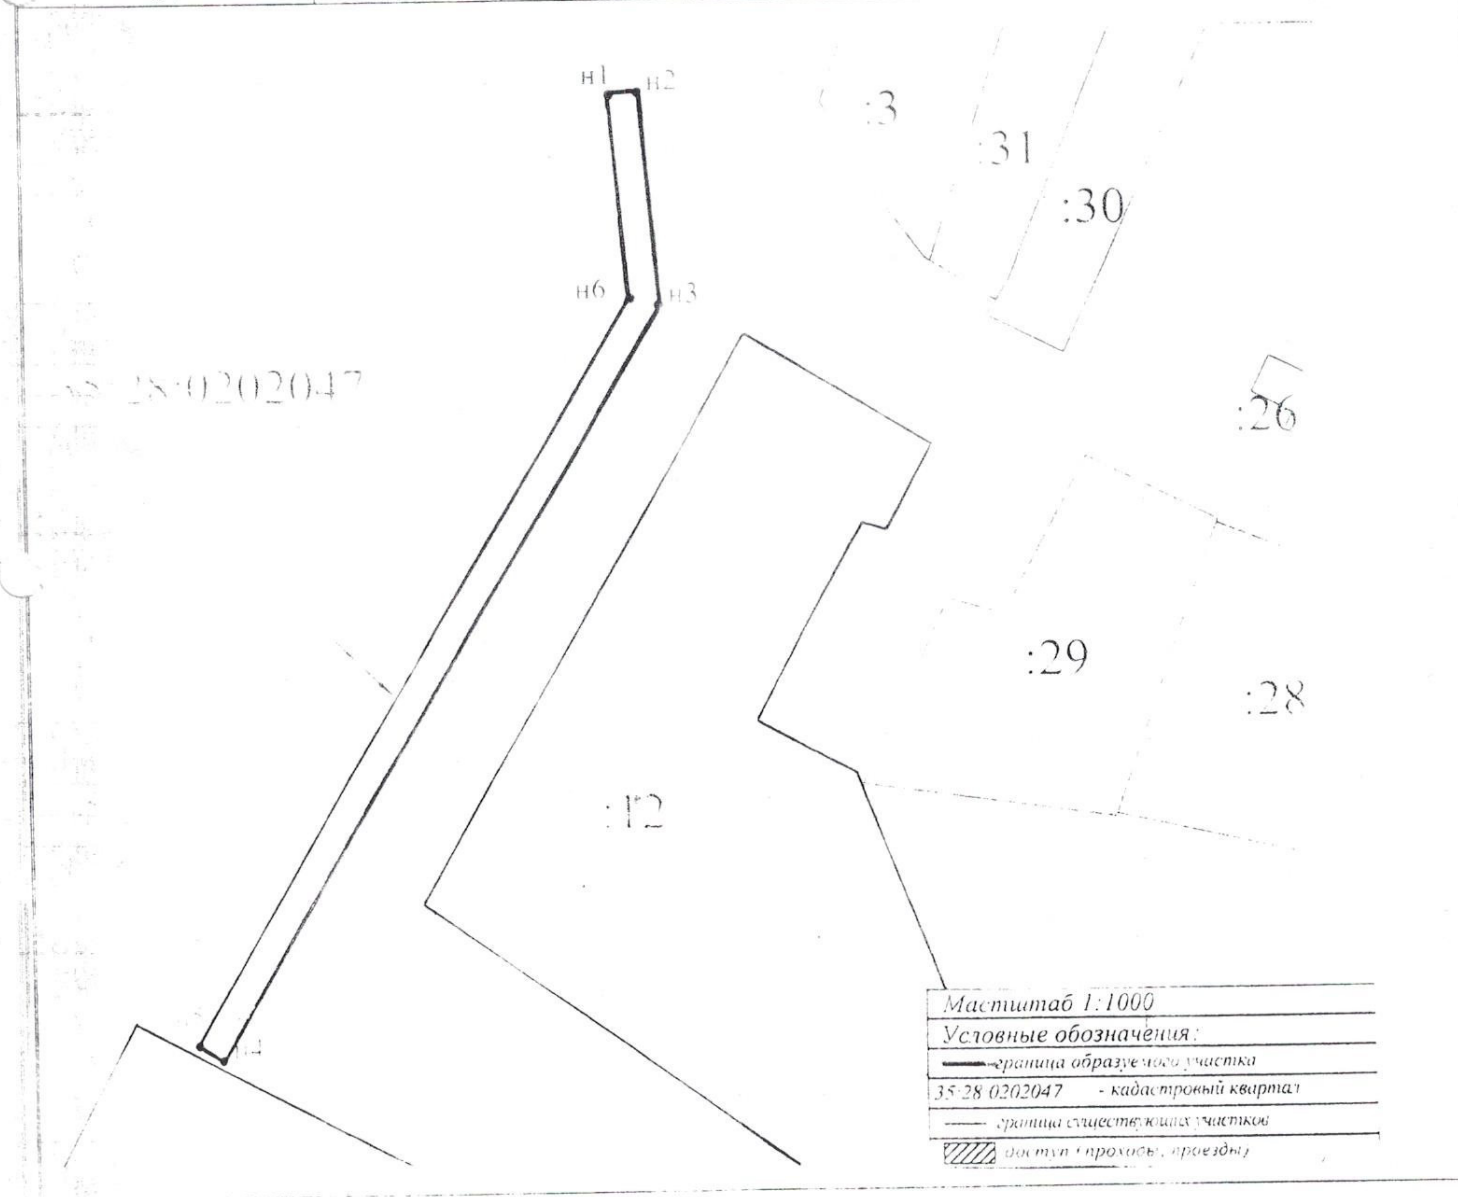 н1
н2
:3
:31
:30
н6
н3
28:0202047
:26
:29
:28
:12
н4
Мастштаб 1:1000
Условные обозначения:
граница образуемого участка
35:28:0202047 - кадастровый квартал
граница существующих участков
доступ (проходы, проезды)